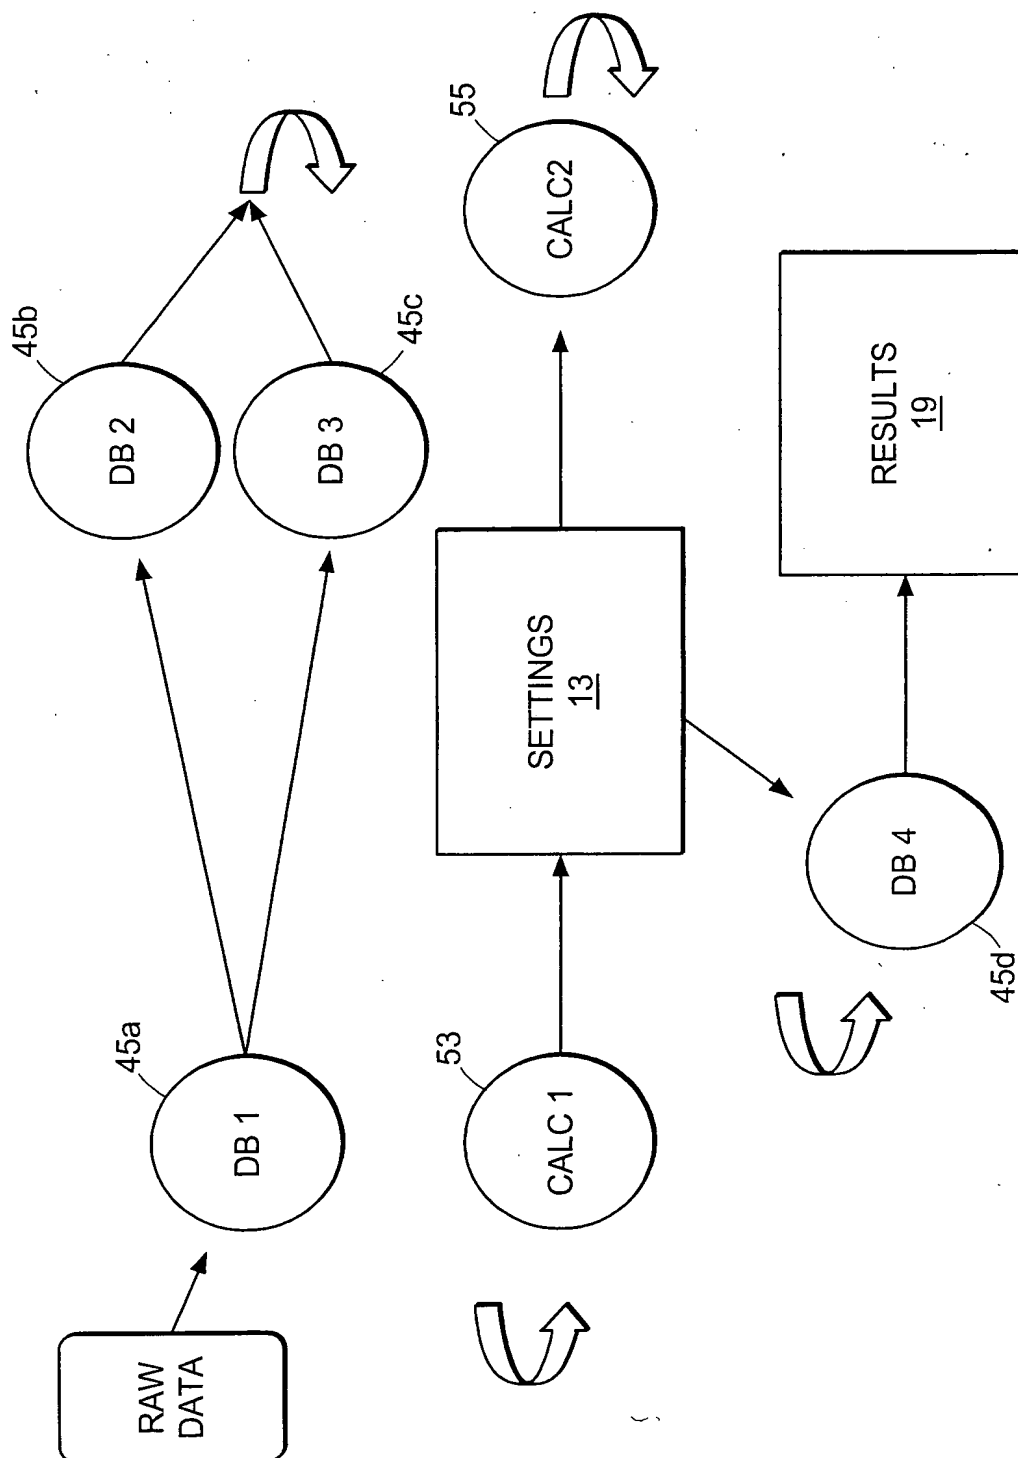 RAW
DATA
45a
DB 1
45b
DB 2
45c
DB 3
53
CALC 1
SETTINGS
13
55
CALC2
45d
DB 4
RESULTS
19